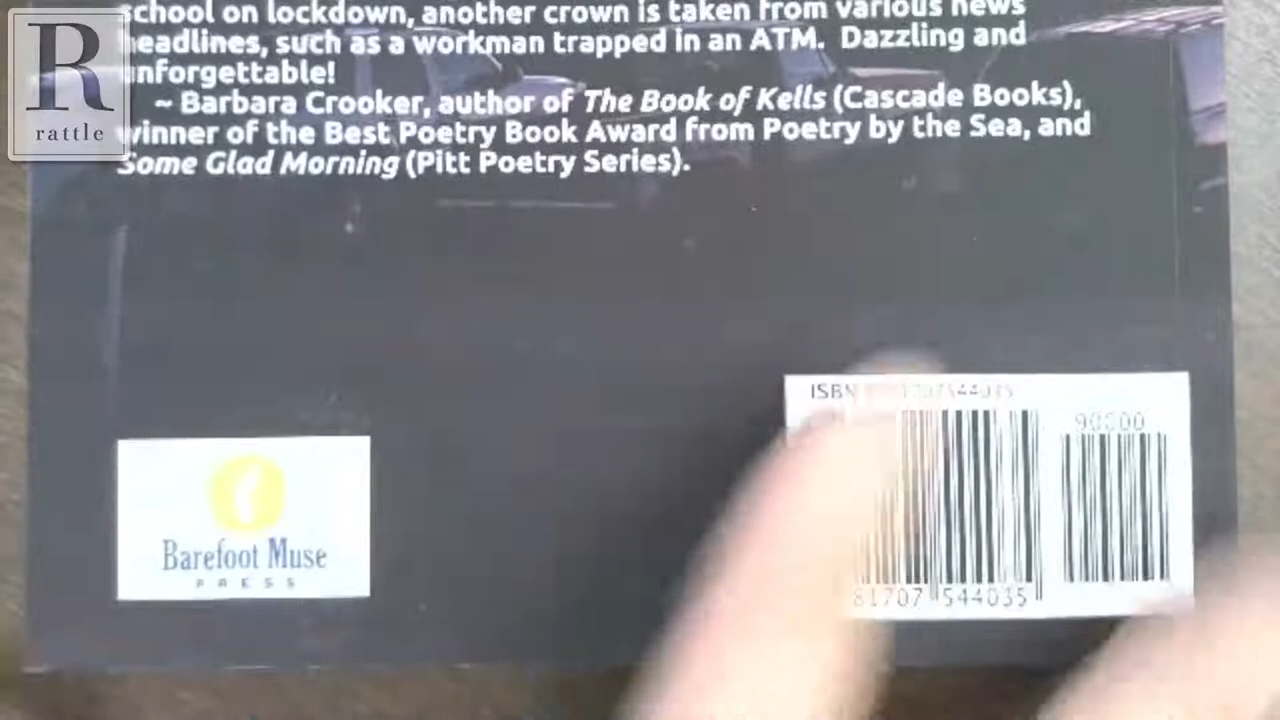 school on lockdown, another crown is taken from various news
headlines, such as a workman trapped in an ATM. Dazzling and
unforgettable!
~ Barbara Crooker, author of The Book of Kells (Cascade Books),
winner of the Best Poetry Book Award from Poetry by the Sea, and
Some Glad Morning (Pitt Poetry Series).
R
rattle
ISBN
90000
81707 544035
Barefoot Muse
PRESS